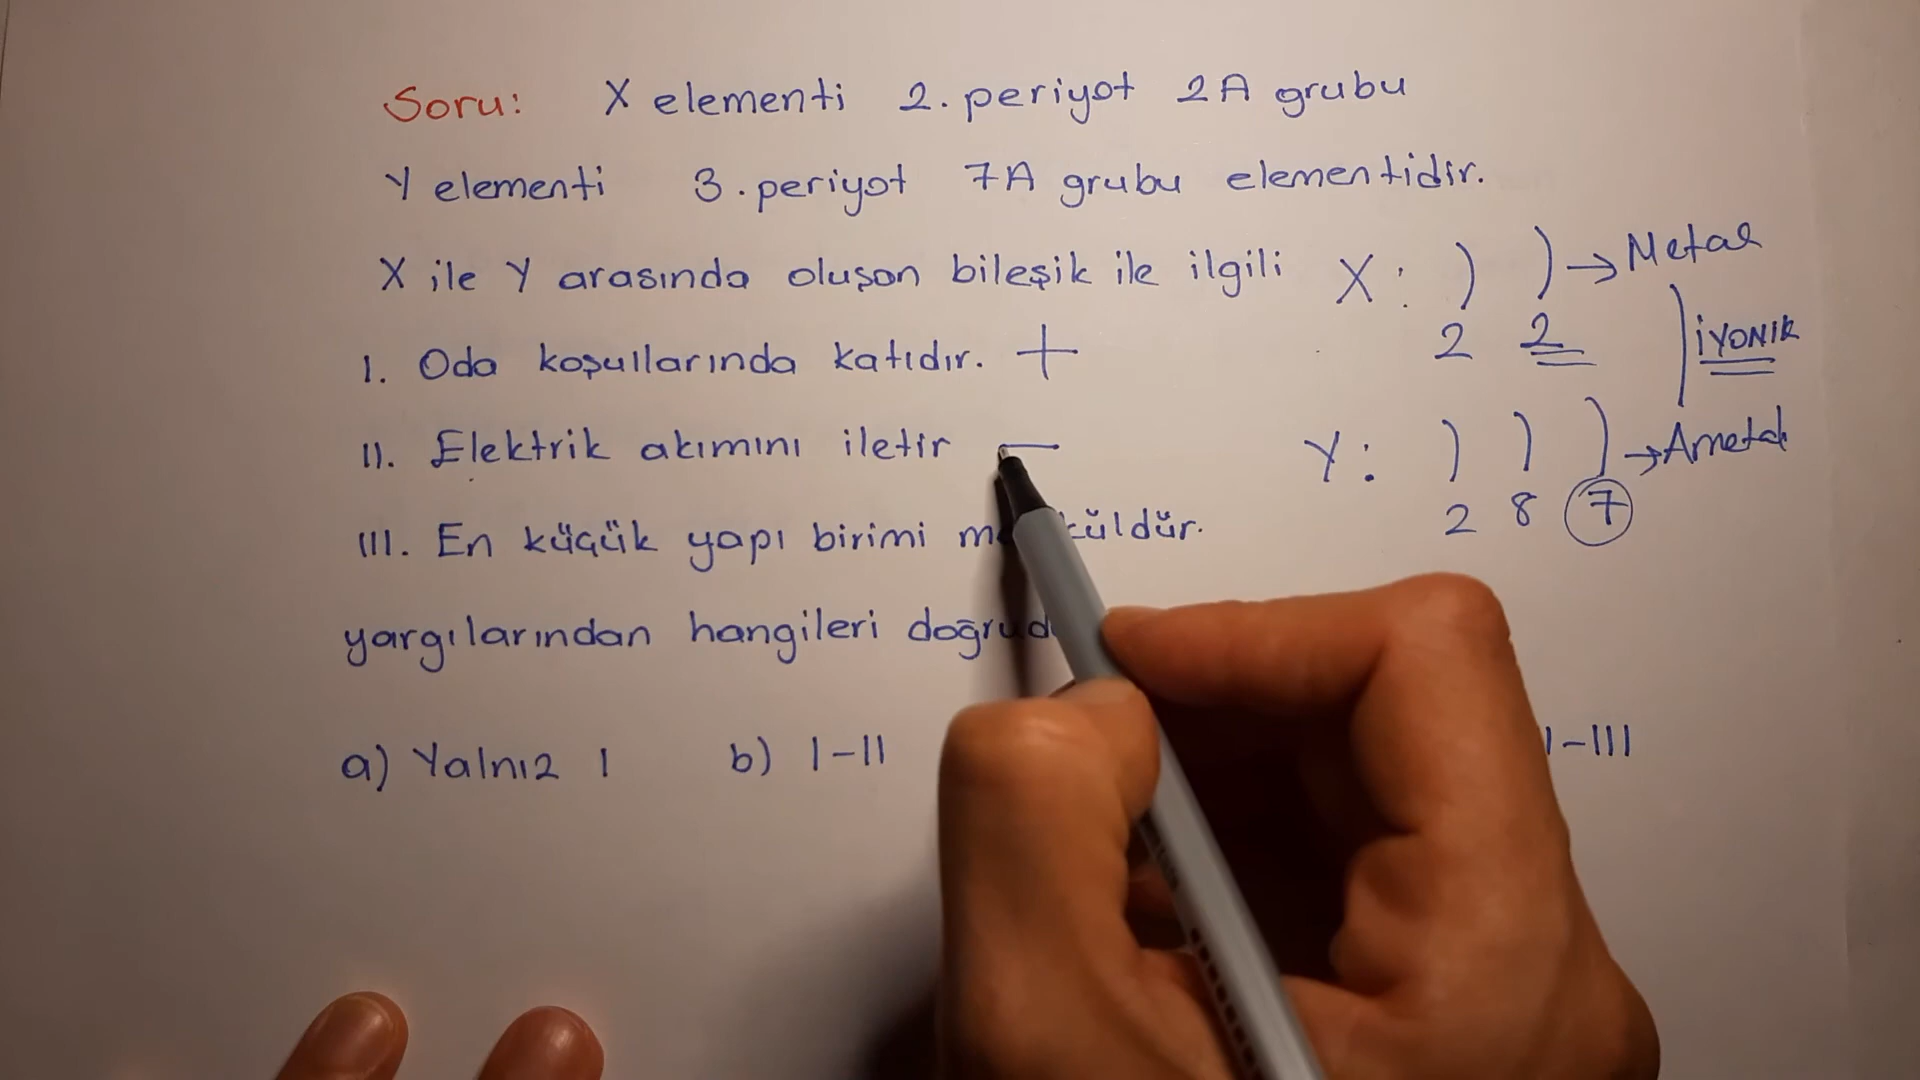 Soru: X elementi 2. periyot 2A grubu
Y elementi 3. periyot 7A grubu elementidir.
X ile Y arasında oluşan bileşik ile ilgili
I. Oda koşullarında katıdır. +
II. Elektrik akımını iletir —
III. En küçük yapı birimi
yargılarından hangileri
a) Yalnız I b) I-II I-III
X: ) ) → Metal
2 2
İYONİK
Y: ) ) ) → Ametal
2 8 7